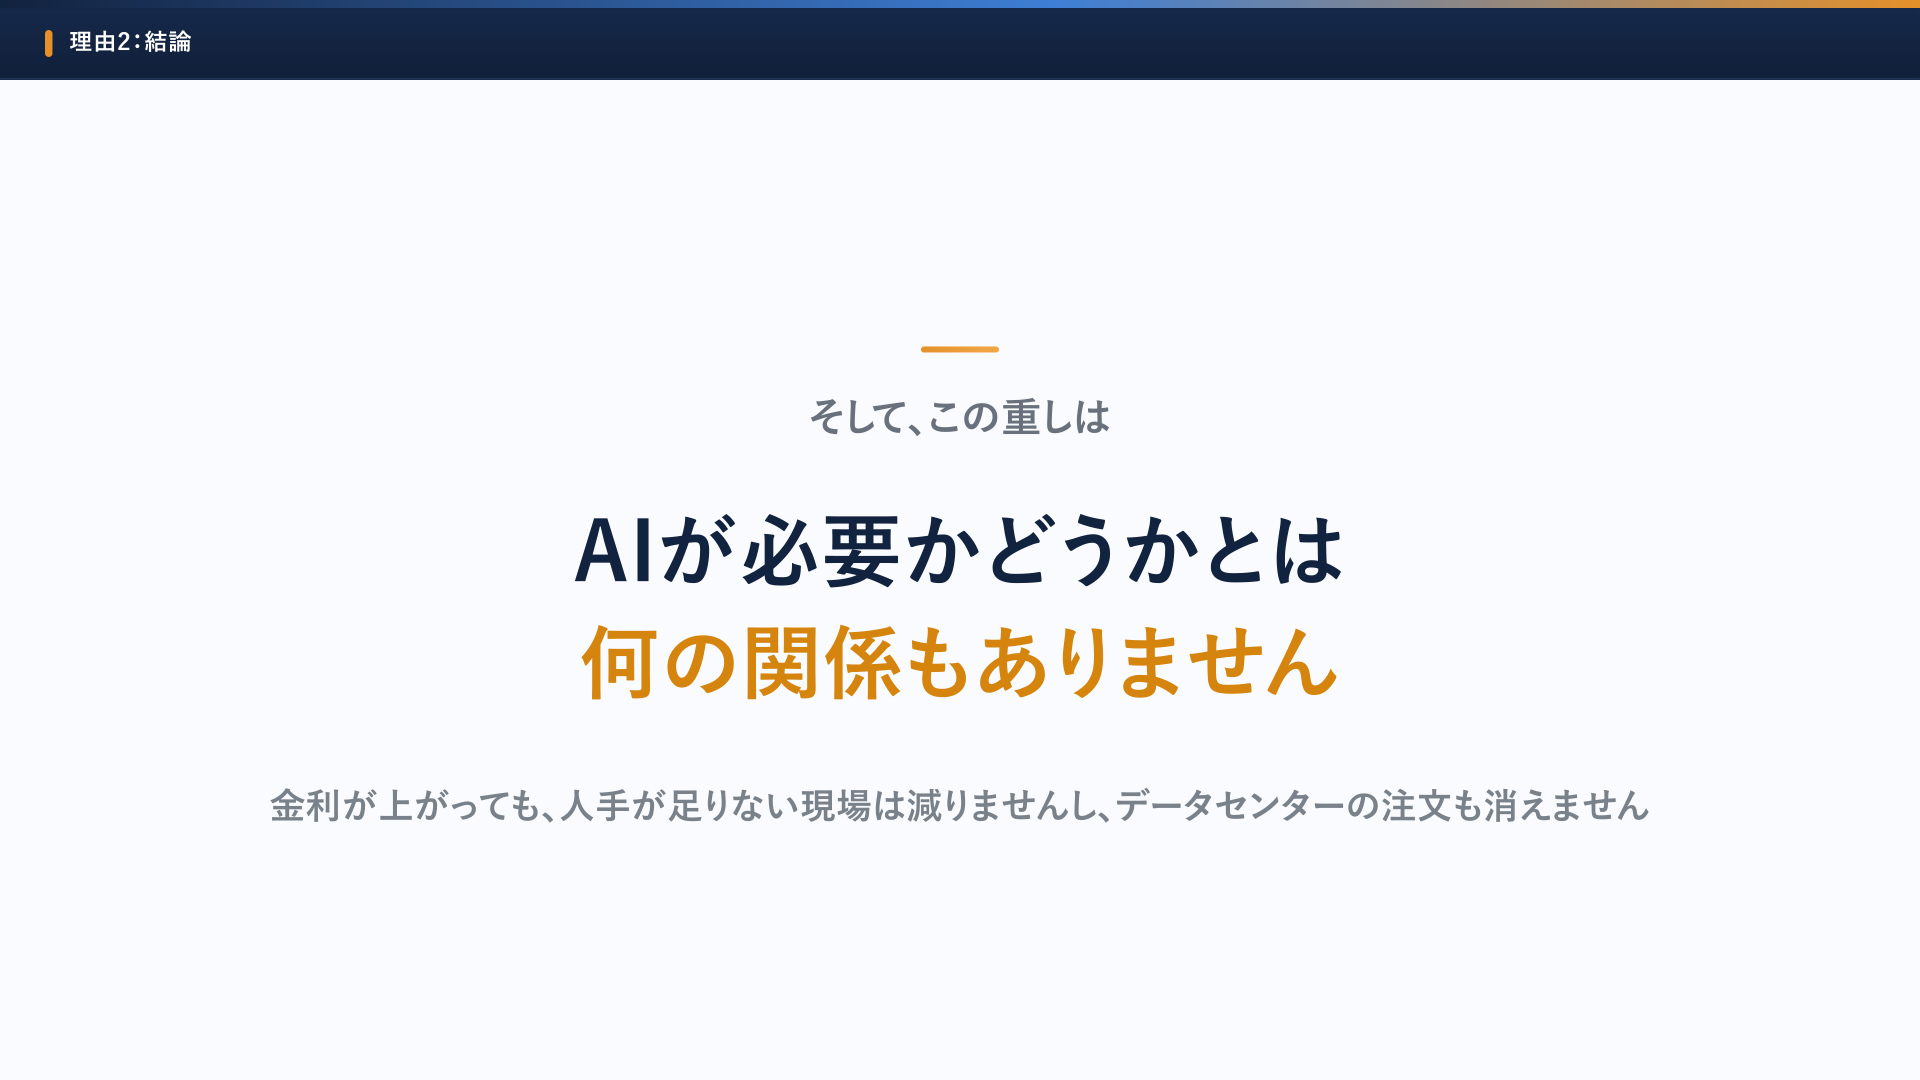 理由2：結論
そして、この重しは
AIが必要かどうかとは
何の関係もありません
金利が上がっても、人手が足りない現場は減りませんし、データセンターの注文も消えません